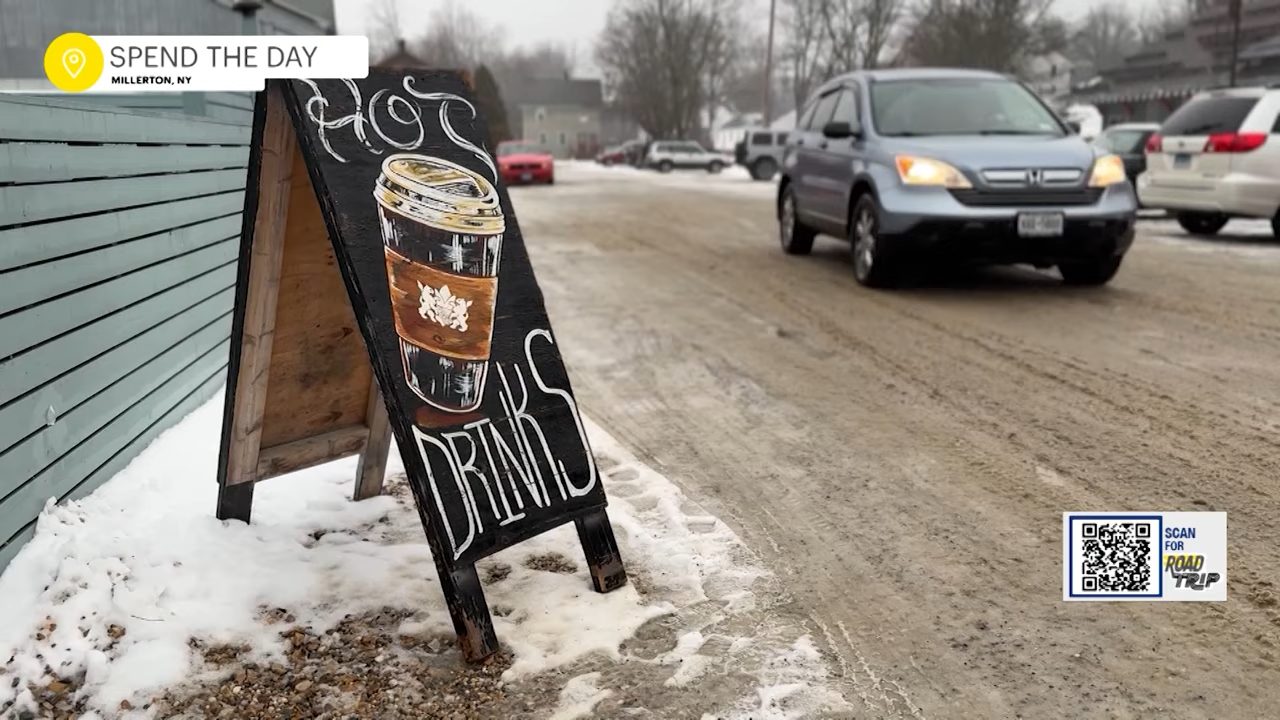 SPEND THE DAY
MILLERTON, NY
HOT
DRINKS
SCAN
FOR
ROAD
TRIP